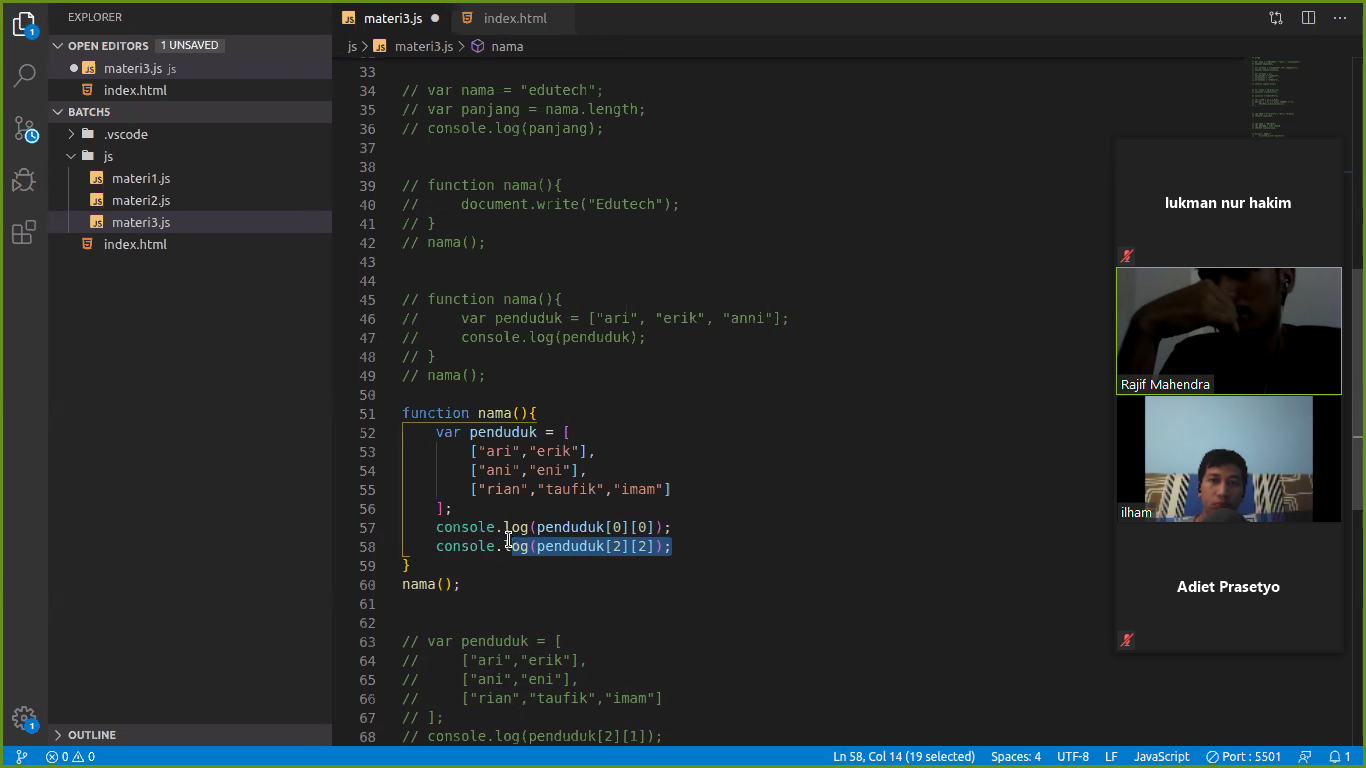 EXPLORER
OPEN EDITORS 1 UNSAVED
materi3.js js
index.html
BATCH5
.vscode
js
materi1.js
materi2.js
materi3.js
index.html
OUTLINE
1
1
materi3.js
index.html
js > materi3.js > nama
33
34 // var nama = "edutech";
35 // var panjang = nama.length;
36 // console.log(panjang);
37
38
39 // function nama(){
40 //     document.write("Edutech");
41 // }
42 // nama();
43
44
45 // function nama(){
46 //     var penduduk = ["ari", "erik", "anni"];
47 //     console.log(penduduk);
48 // }
49 // nama();
50
51 function nama(){
52     var penduduk = [
53         ["ari","erik"],
54         ["ani","eni"],
55         ["rian","taufik","imam"]
56     ];
57     console.log(penduduk[0][0]);
58     console.log(penduduk[2][2]);
59 }
60 nama();
61
62
63 // var penduduk = [
64 //     ["ari","erik"],
65 //     ["ani","eni"],
66 //     ["rian","taufik","imam"]
67 // ];
68 // console.log(penduduk[2][1]);
lukman nur hakim
Rajif Mahendra
ilham
Adiet Prasetyo
0 0
Ln 58, Col 14 (19 selected) Spaces: 4 UTF-8 LF JavaScript Port : 5501 1